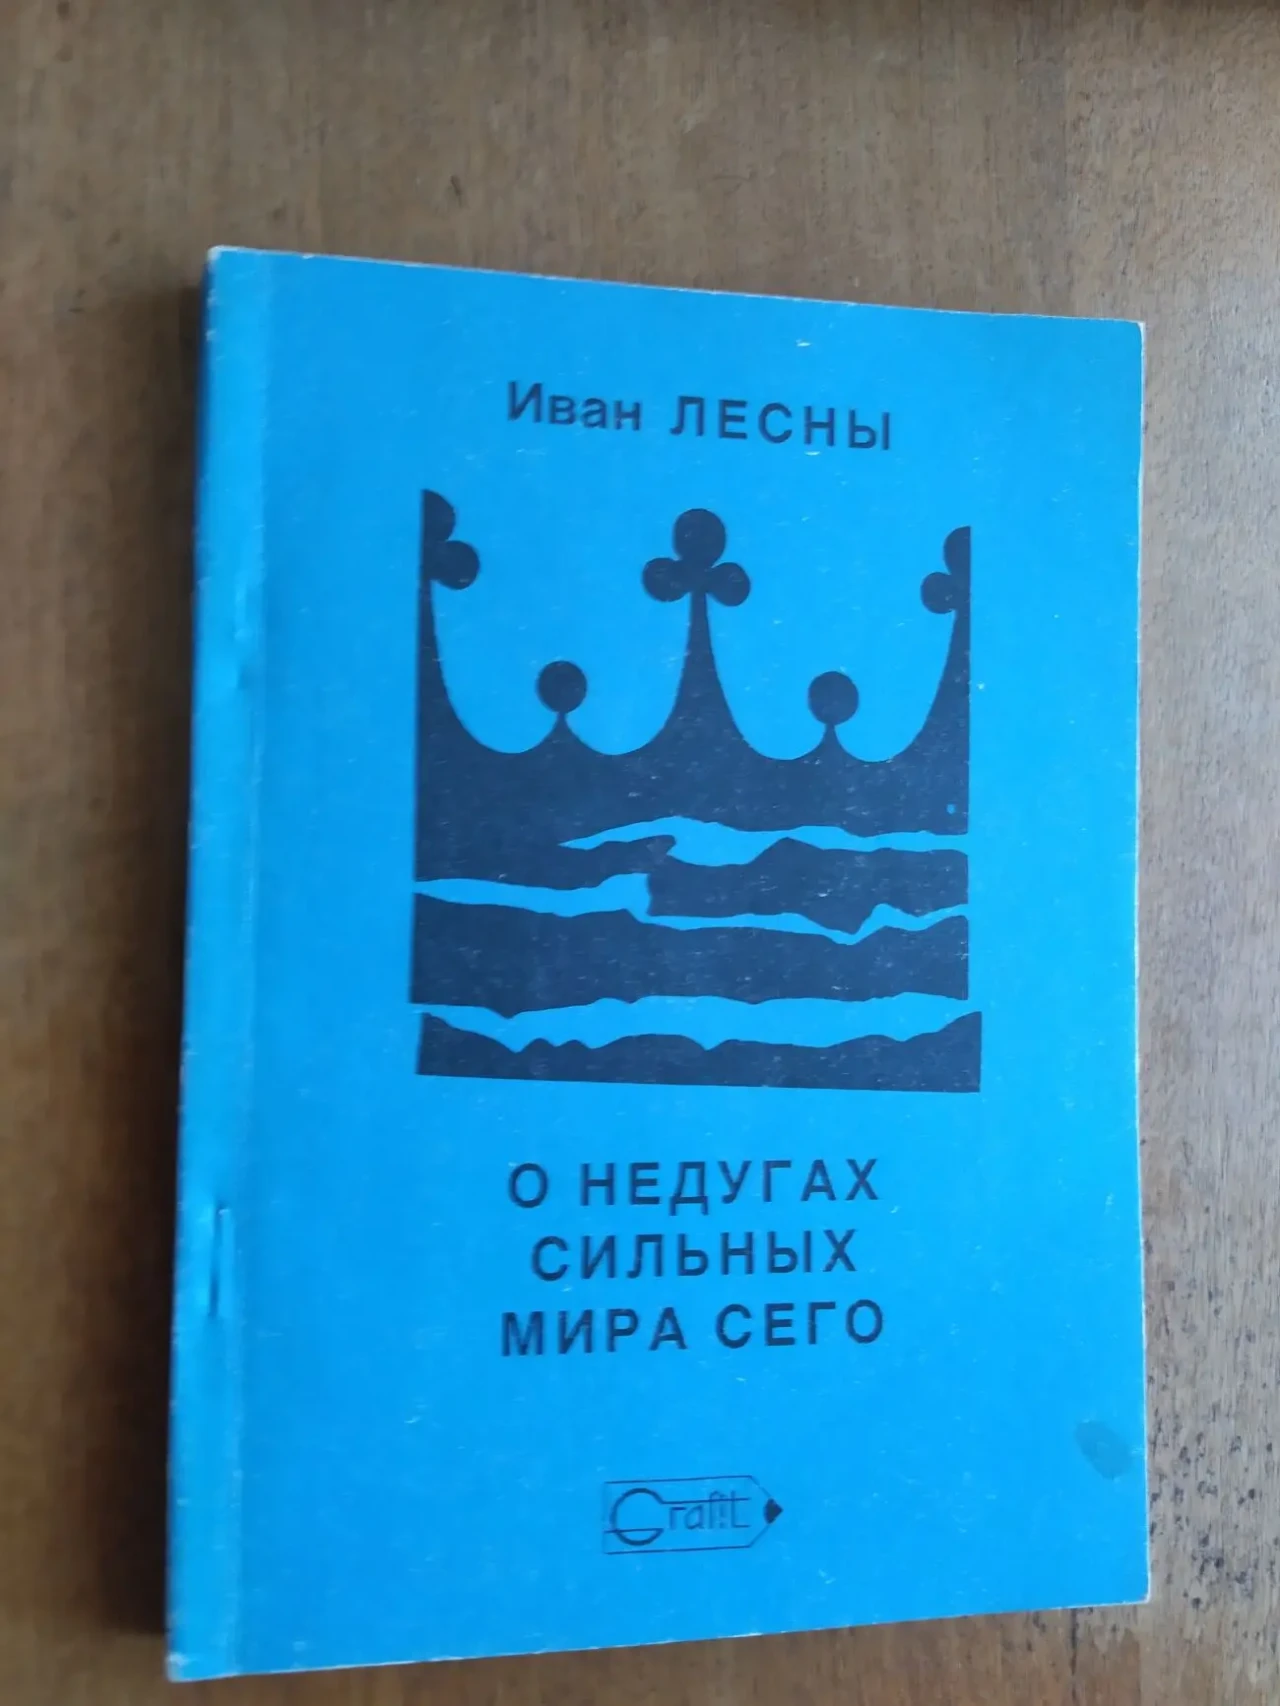 Иван ЛЕСНЫ
О НЕДУГАХ
СИЛЬНЫХ
МИРА СЕГО
Grafit